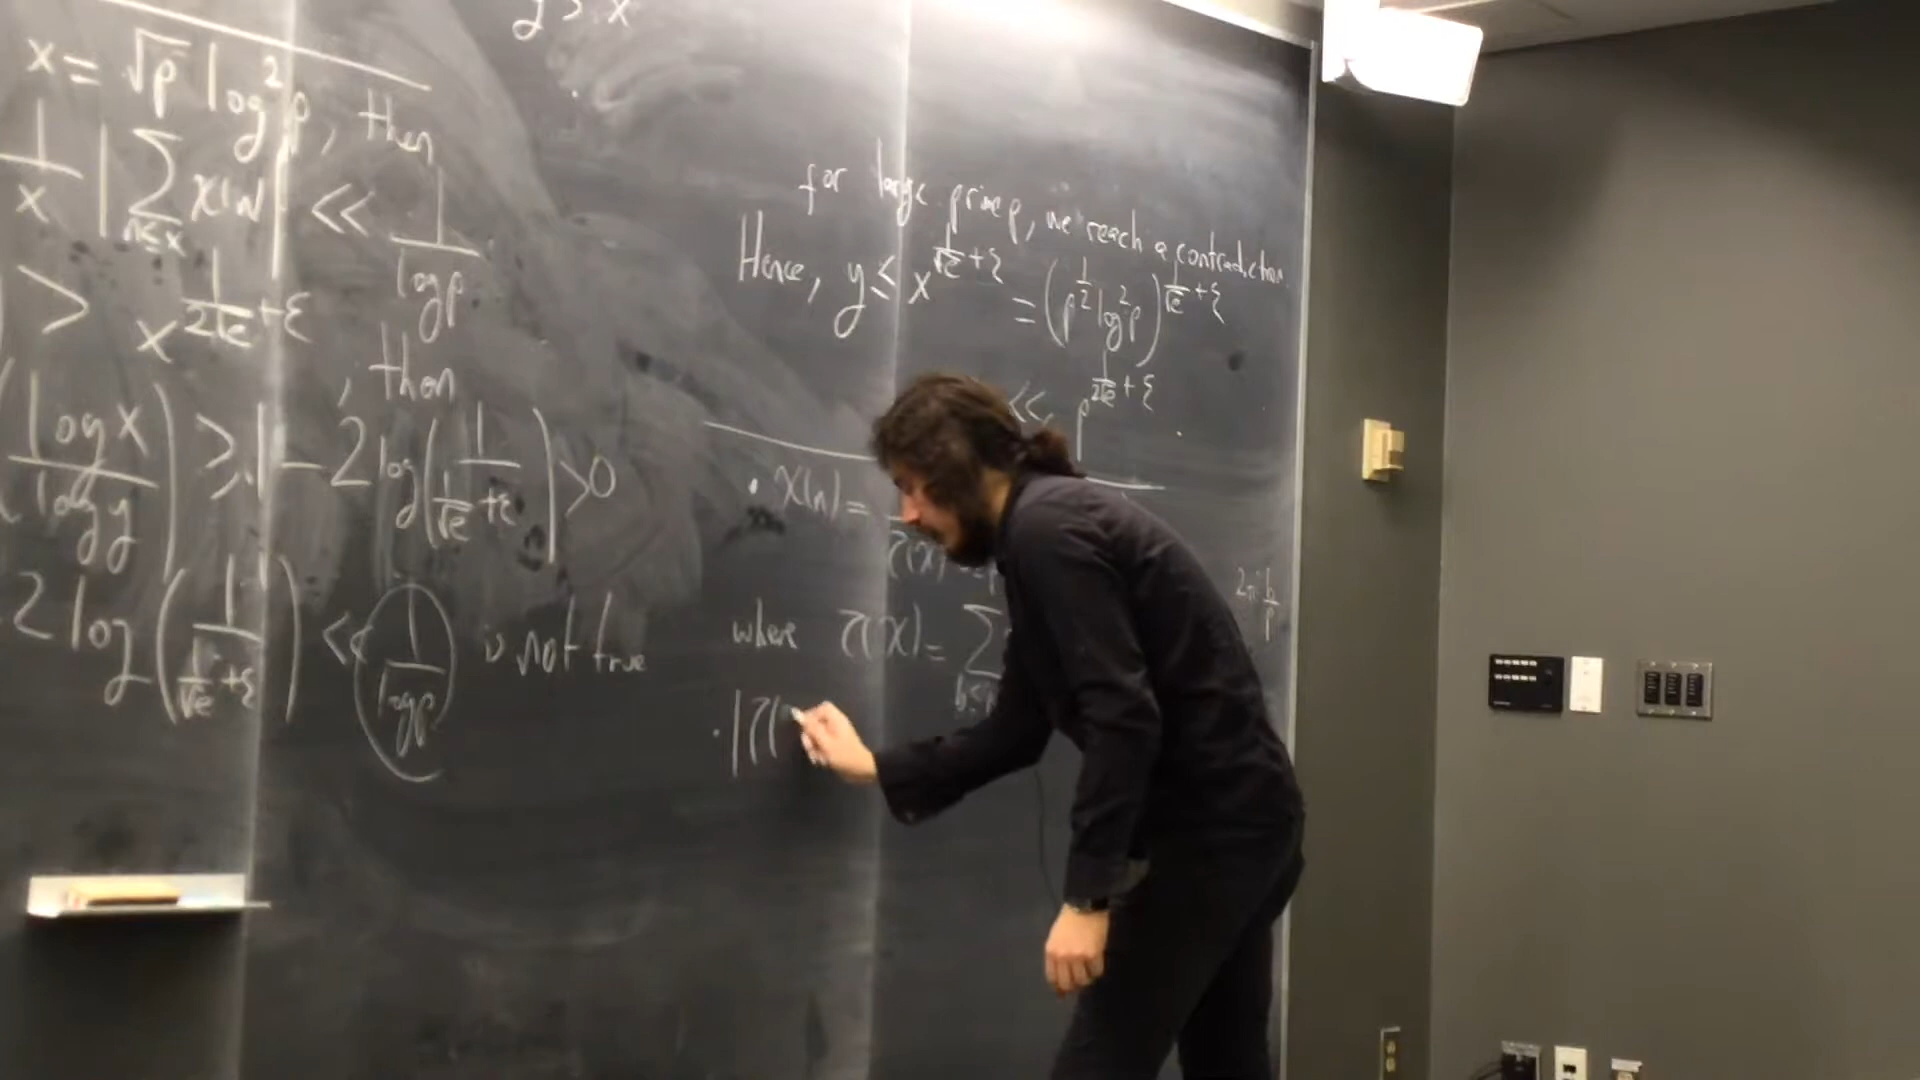 y > x
x = √p log²p, then
1/x |∑_{n≤x} χ(n)| << 1/log p
> x^{1/(2√e)+ε}, then
(log x / log y) ≥ 1 - 2 log(1/(1/√e + ε)) > 0
2 log(1/(1/√e + ε)) << 1/log p is not true
for large prime p, we reach a contradiction.
Hence, y ≤ x^{1/√e+ε} = (p^{1/2} log²p)^{1/√e+ε}
<< p^{1/(2√e)+ε}.
· χ(n) =
τ(χ)
where τ(χ) = ∑
b≤
2πi b/p
· |τ(